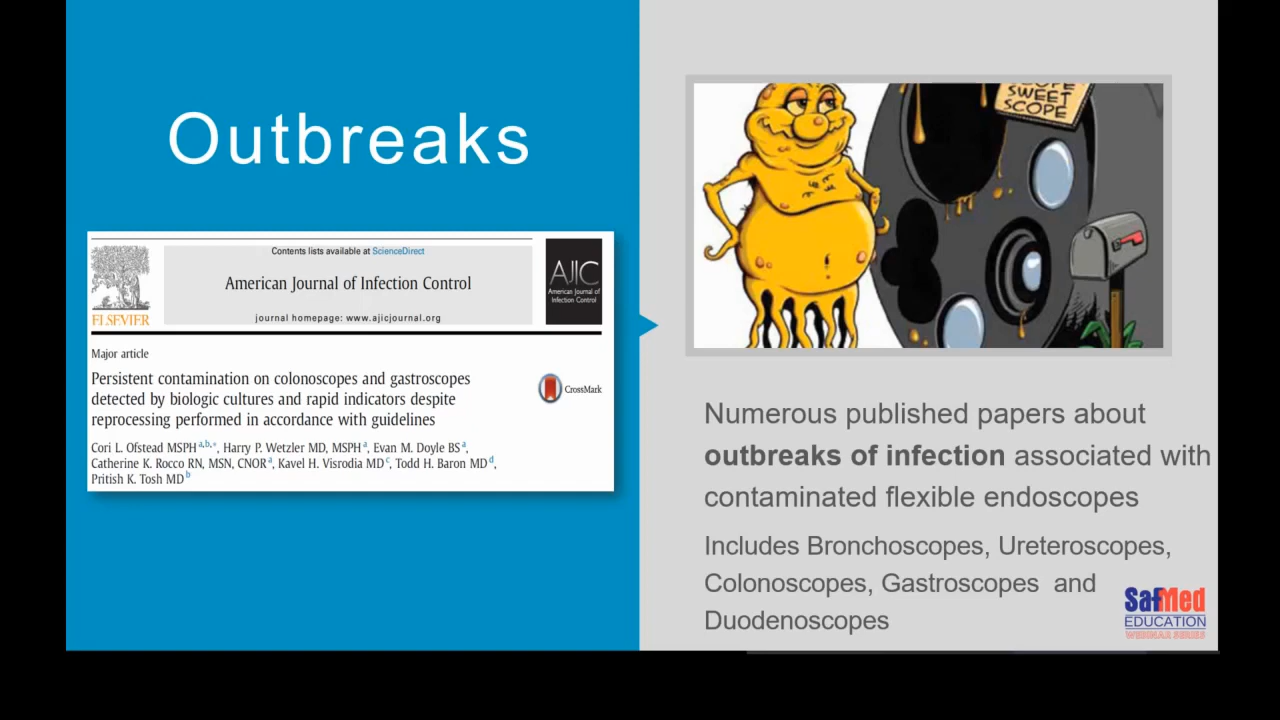 Outbreaks
ELSEVIER
Contents lists available at ScienceDirect
American Journal of Infection Control
journal homepage: www.ajicjournal.org
AJIC
American Journal of
Infection Control
Major article
Persistent contamination on colonoscopes and gastroscopes
detected by biologic cultures and rapid indicators despite
reprocessing performed in accordance with guidelines
CrossMark
Cori L. Ofstead MSPH a,b,*, Harry P. Wetzler MD, MSPH a, Evan M. Doyle BS a,
Catherine K. Rocco RN, MSN, CNOR a, Kavel H. Visrodia MD c, Todd H. Baron MD d,
Pritish K. Tosh MD b
SWEET
SCOPE
Numerous published papers about
outbreaks of infection associated with
contaminated flexible endoscopes
Includes Bronchoscopes, Ureteroscopes,
Colonoscopes, Gastroscopes and
Duodenoscopes
SafMed
EDUCATION
WEBINAR SERIES